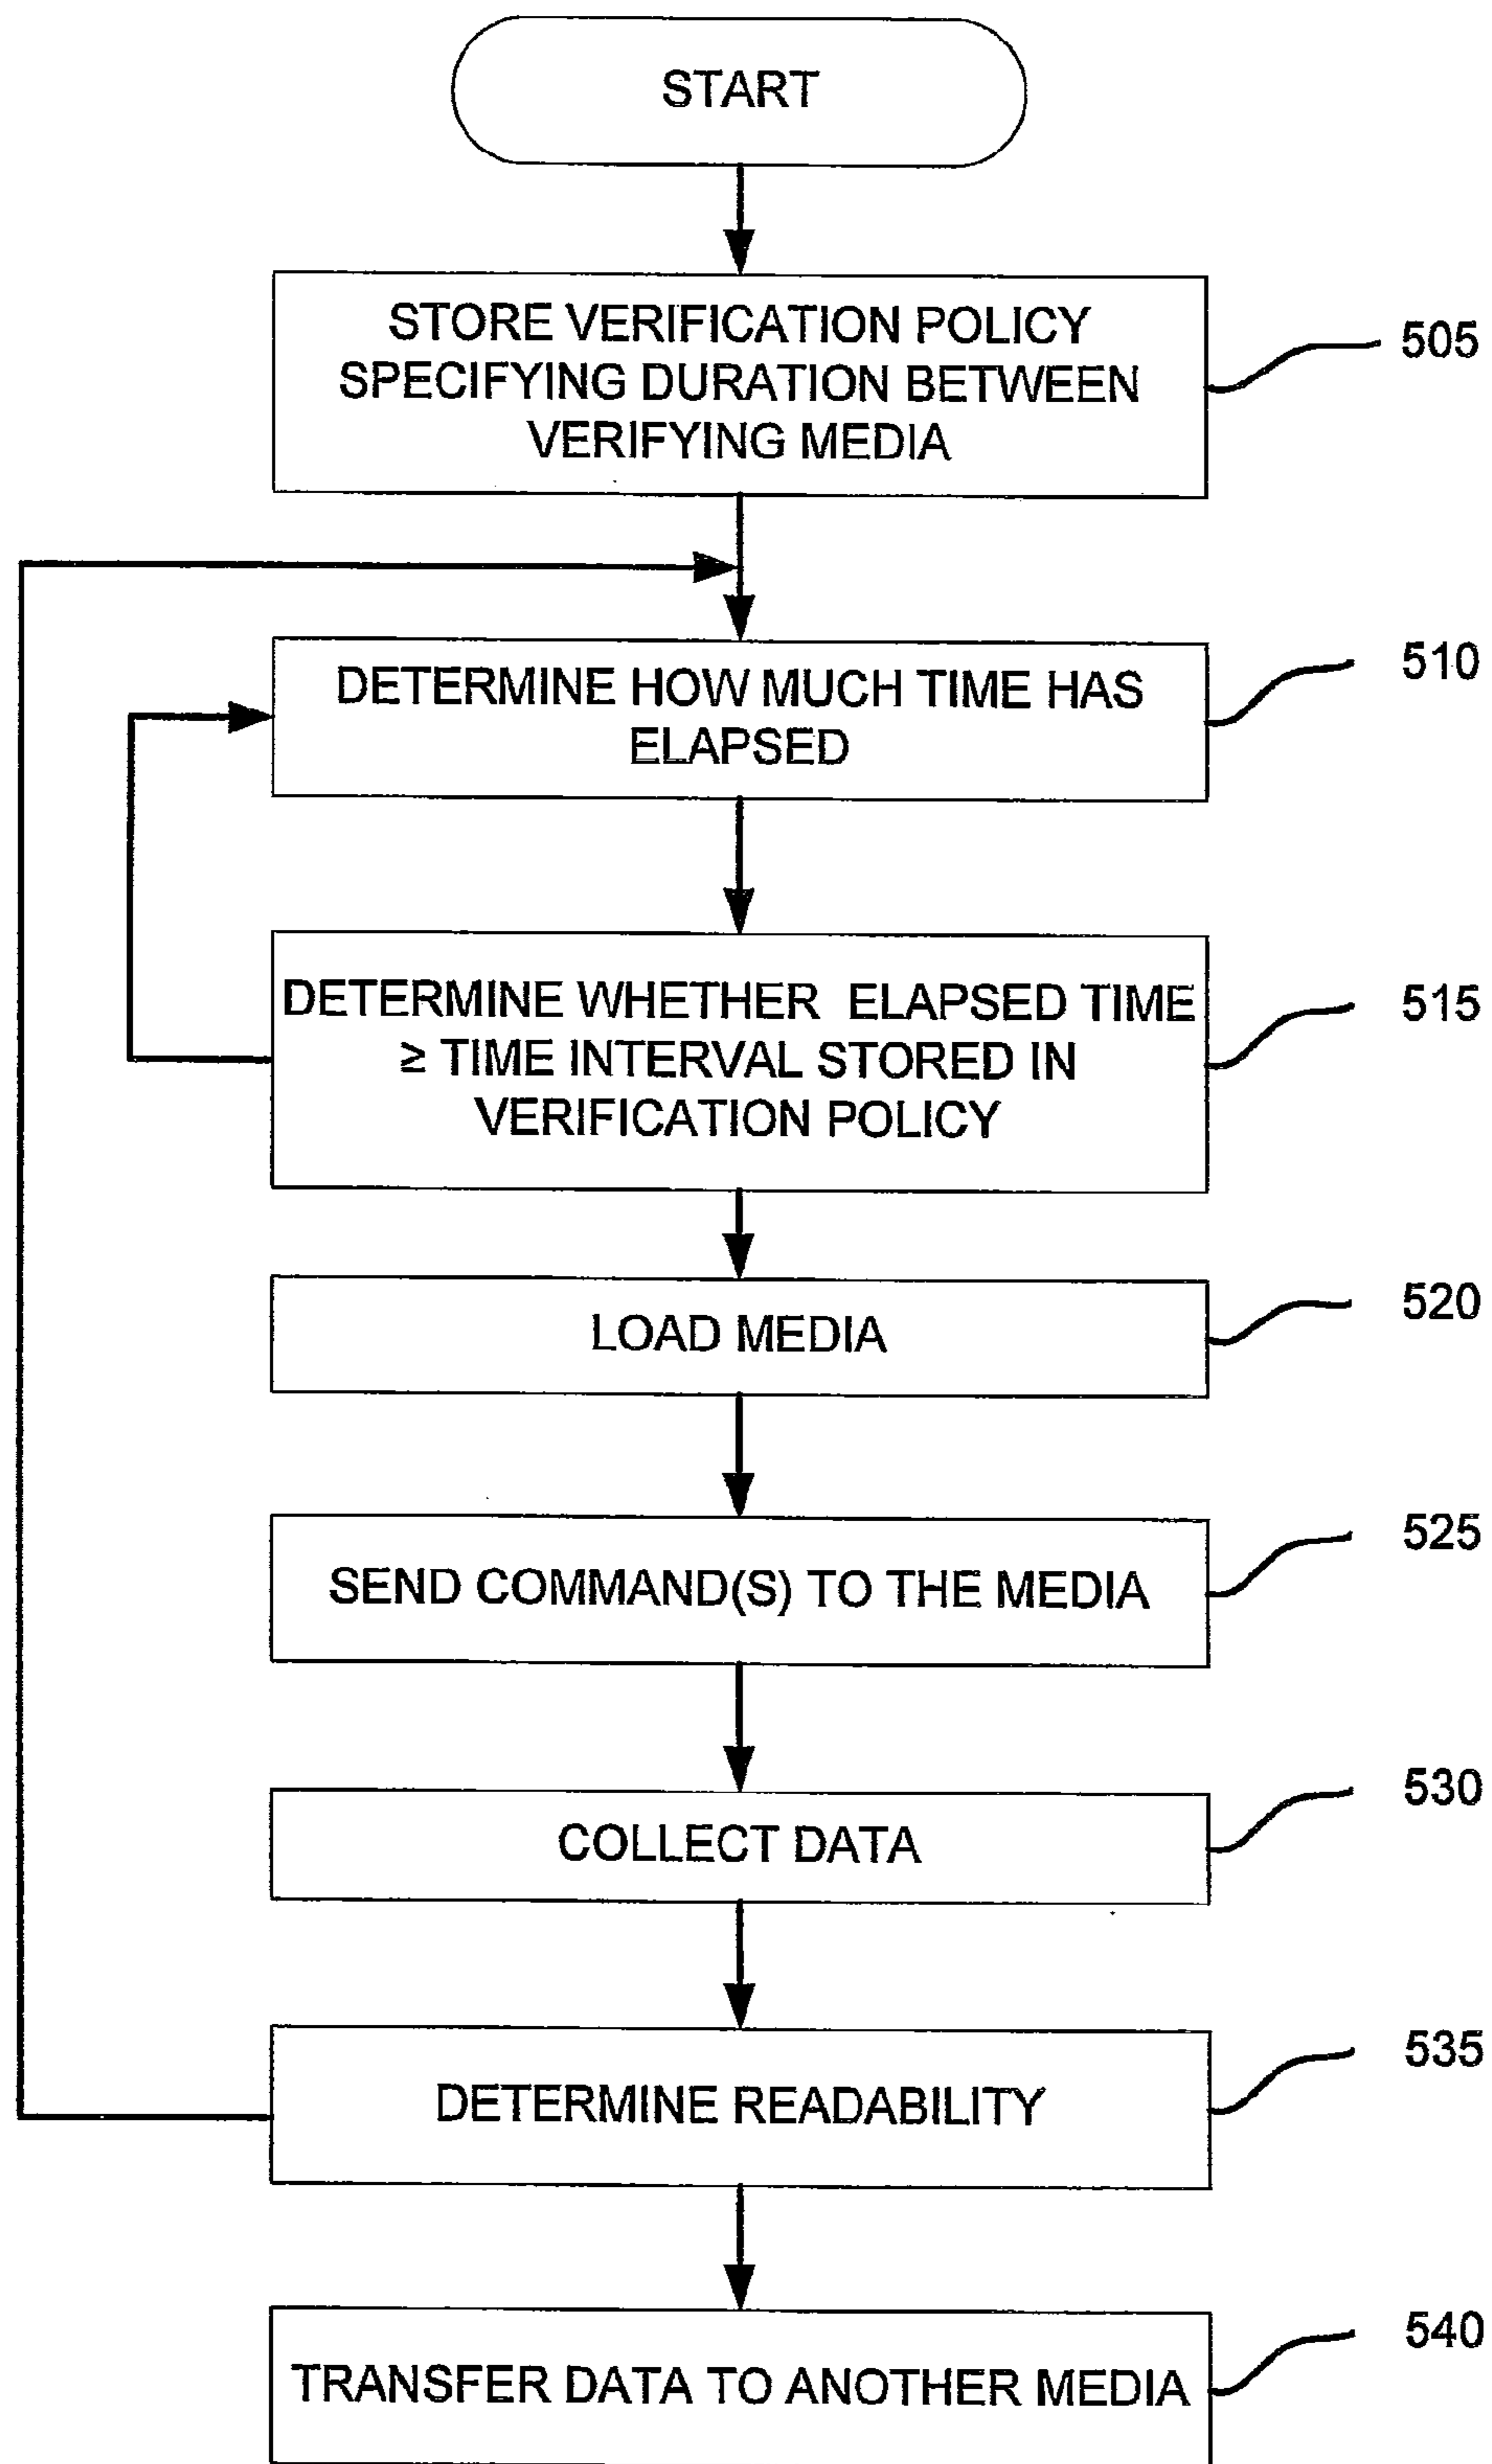 START
STORE VERIFICATION POLICY
SPECIFYING DURATION BETWEEN
VERIFYING MEDIA
505
DETERMINE HOW MUCH TIME HAS
ELAPSED
510
DETERMINE WHETHER ELAPSED TIME
≥ TIME INTERVAL STORED IN
VERIFICATION POLICY
515
LOAD MEDIA
520
SEND COMMAND(S) TO THE MEDIA
525
COLLECT DATA
530
DETERMINE READABILITY
535
TRANSFER DATA TO ANOTHER MEDIA
540